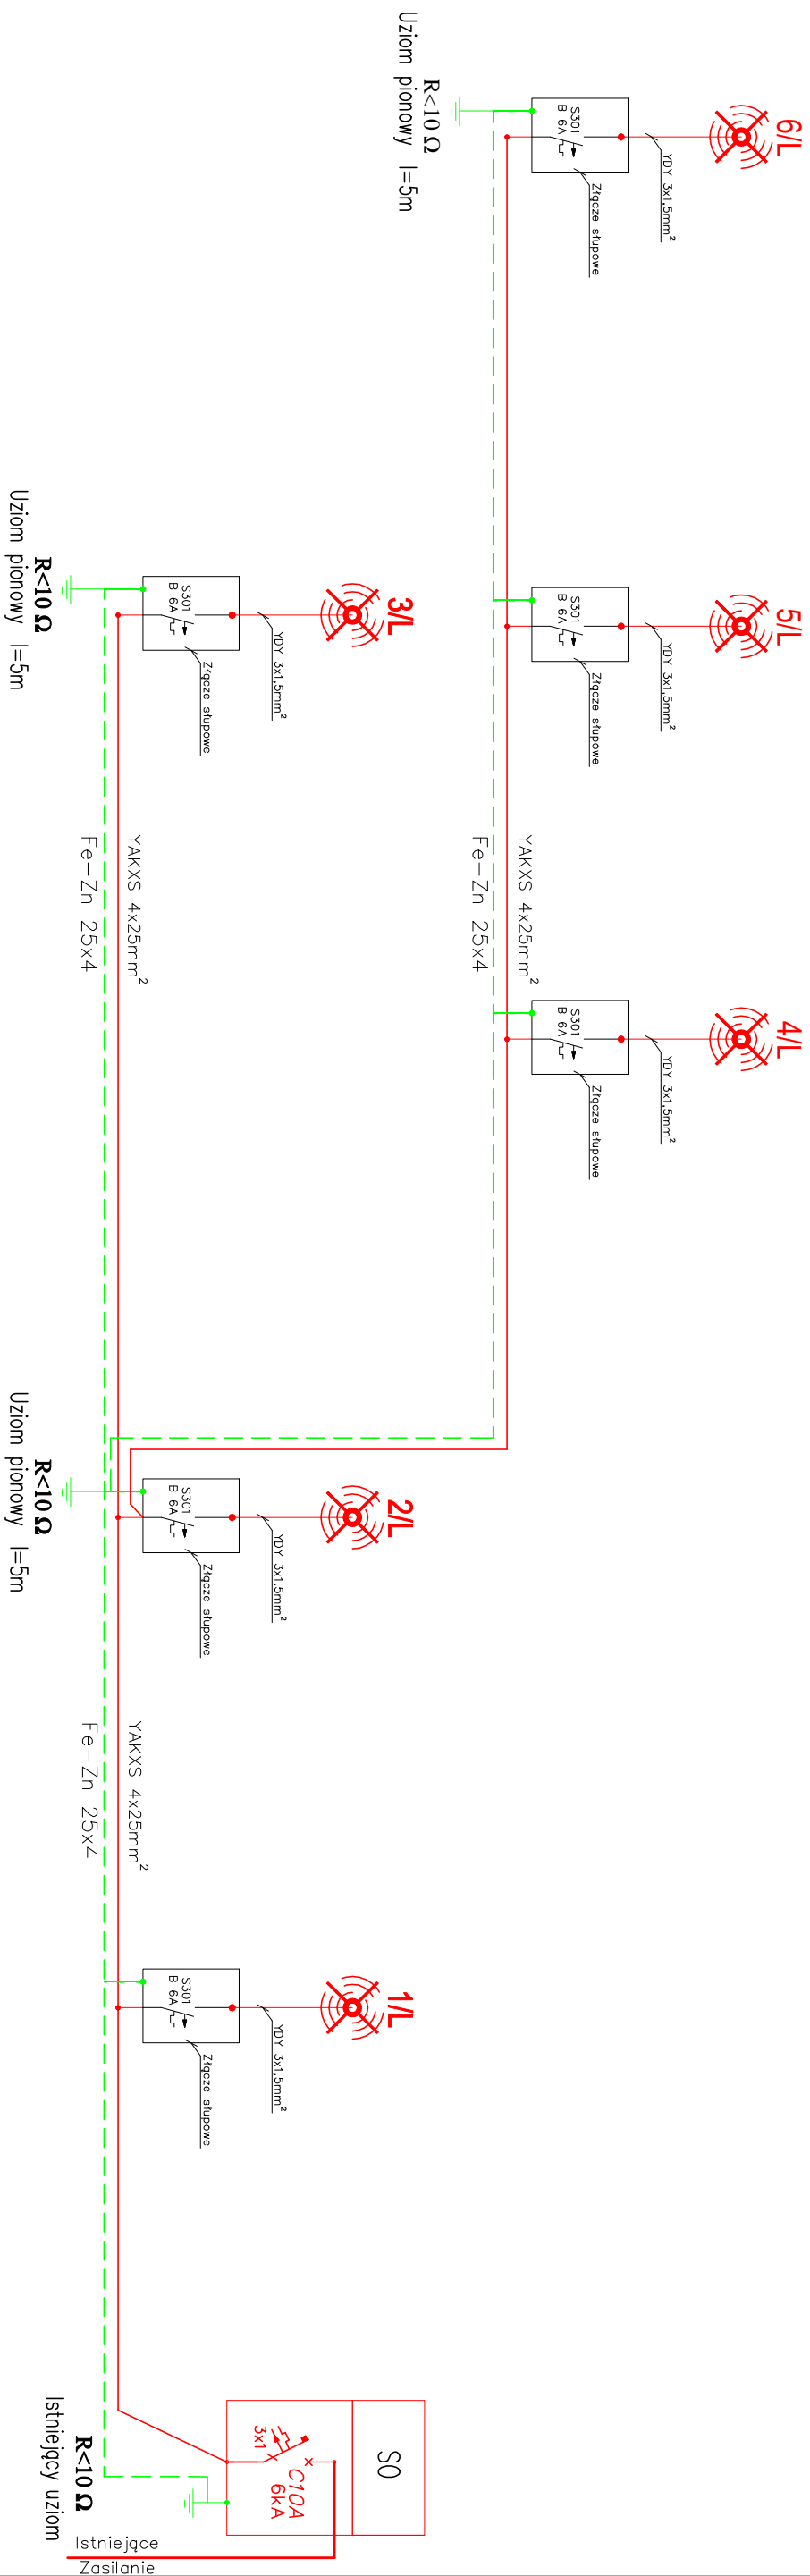 6/L
YDY 3x1,5mm²
S301
B 6A
Złącze słupowe
R<10 Ω
Uziom pionowy l=5m
5/L
YDY 3x1,5mm²
S301
B 6A
Złącze słupowe
4/L
YDY 3x1,5mm²
S301
B 6A
Złącze słupowe
YAKXS 4x25mm²
Fe-Zn 25x4
3/L
YDY 3x1,5mm²
S301
B 6A
Złącze słupowe
R<10 Ω
Uziom pionowy l=5m
YAKXS 4x25mm²
Fe-Zn 25x4
2/L
YDY 3x1,5mm²
S301
B 6A
Złącze słupowe
R<10 Ω
Uziom pionowy l=5m
YAKXS 4x25mm²
Fe-Zn 25x4
1/L
YDY 3x1,5mm²
S301
B 6A
Złącze słupowe
SO
3x1
C10A
6kA
R<10 Ω
Istniejący uziom
Istniejące
Zasilanie